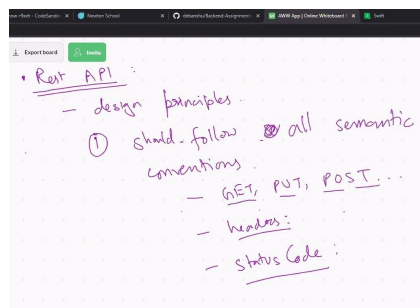 Newton School
debanshu/Backend-Assignment
AWW App | Online Whiteboard
Swift
Export board
Invite
• Rest API :
— design principles.
① should follow all semantic
conventions.
— GET, PUT, POST...
— headers:
— Status Code :